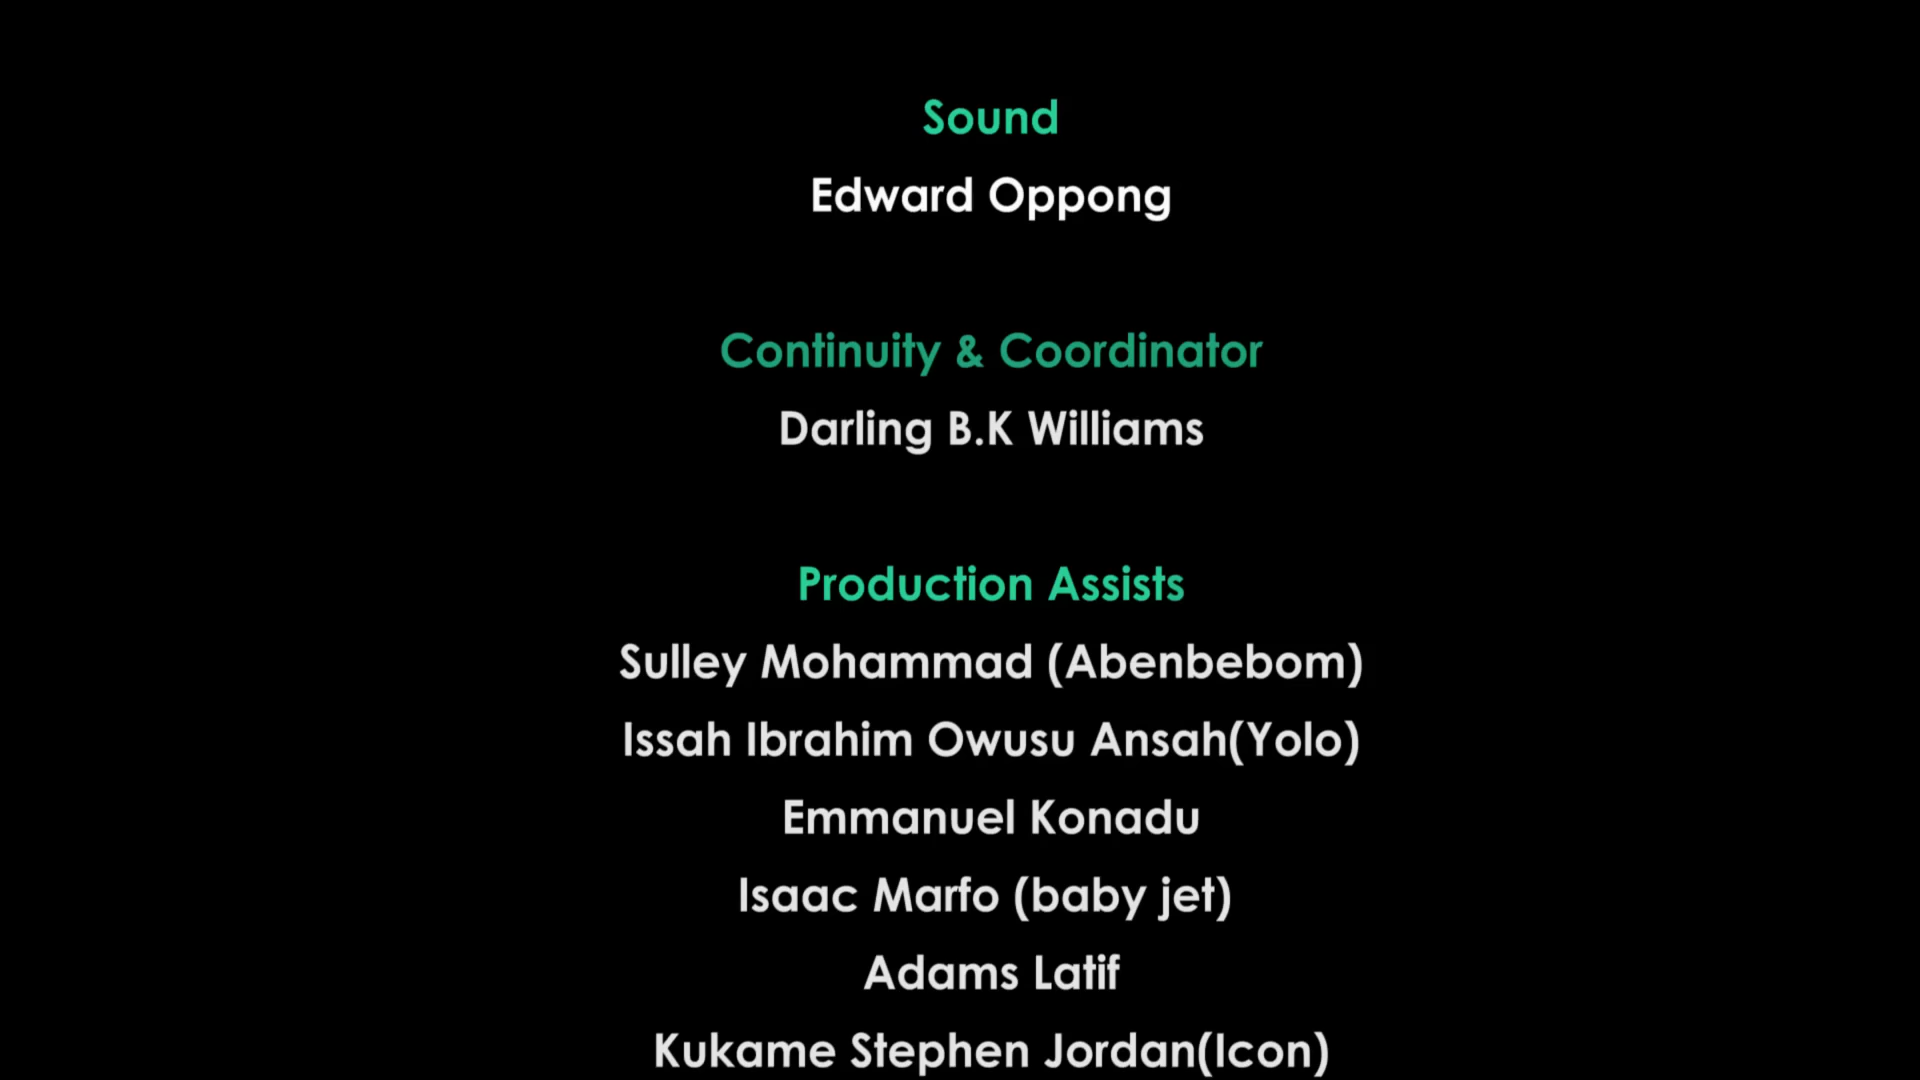 Sound
Edward Oppong
Continuity & Coordinator
Darling B.K Williams
Production Assists
Sulley Mohammad (Abenbebom)
Issah Ibrahim Owusu Ansah(Yolo)
Emmanuel Konadu
Isaac Marfo (baby jet)
Adams Latif
Kukame Stephen Jordan(Icon)